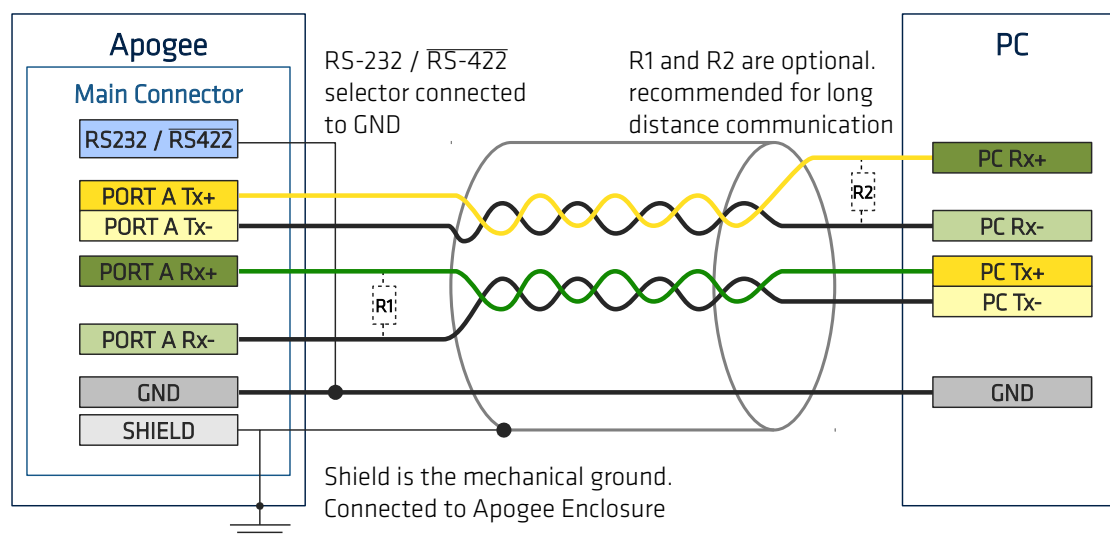 Apogee
PC
Main Connector
RS-232 / RS-422
selector connected
to GND
R1 and R2 are optional.
recommended for long
distance communication
RS232 / RS422
PORT A Tx+
PORT A Tx-
PORT A Rx+
PORT A Rx-
GND
SHIELD
R1
R2
PC Rx+
PC Rx-
PC Tx+
PC Tx-
GND
Shield is the mechanical ground.
Connected to Apogee Enclosure